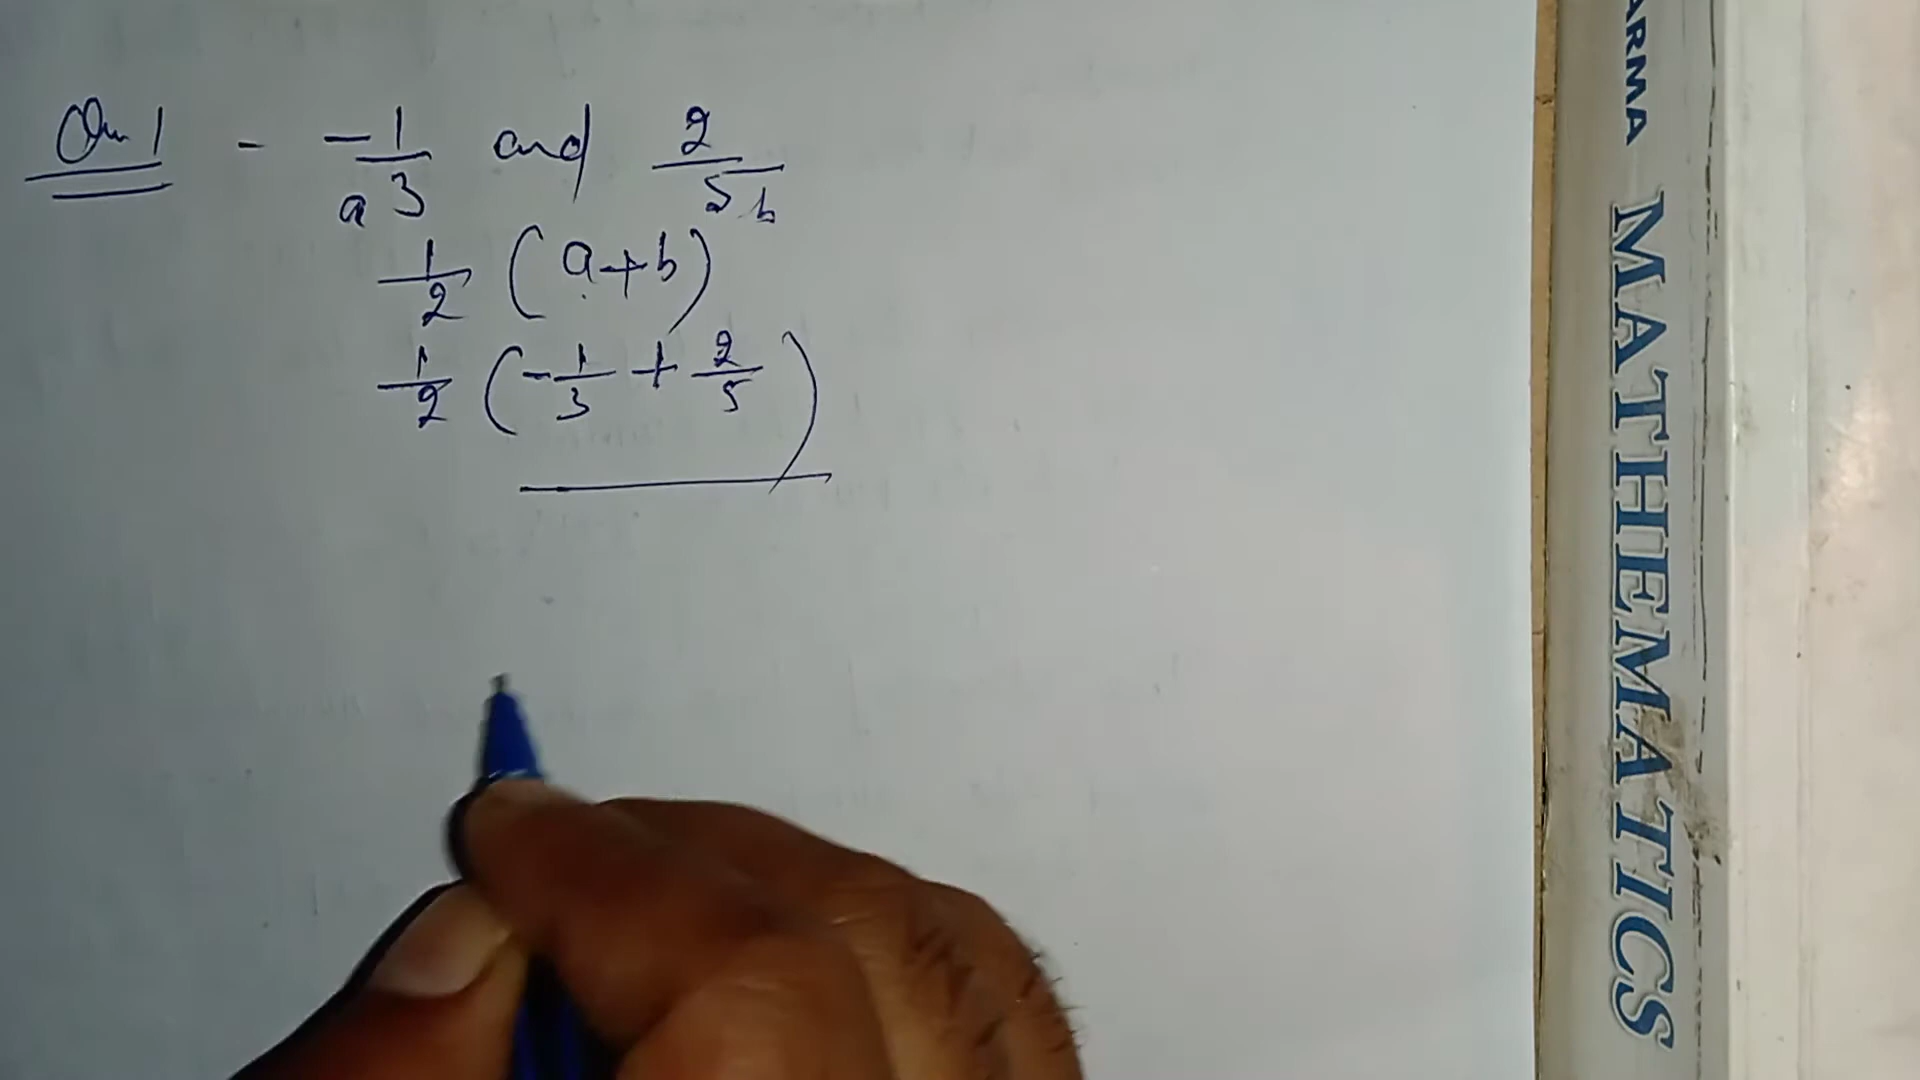 Qn 1 - -1/3 a and 2/5 b
1/2 (a+b)
1/2 (-1/3 + 2/5)
ARMA MATHEMATICS